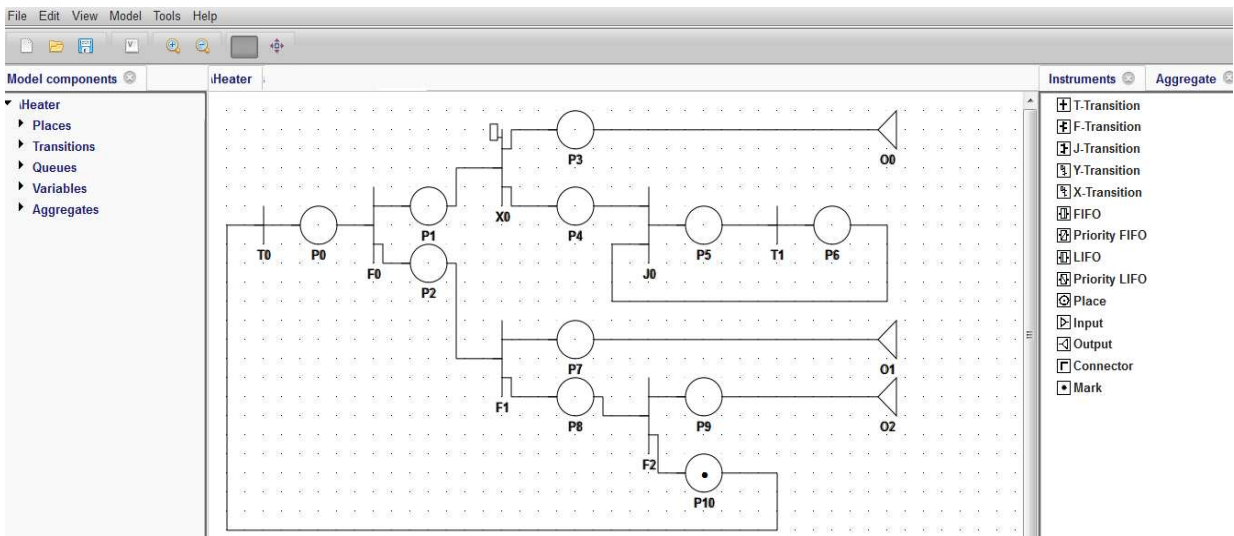 File Edit View Model Tools Help
V
Model components
Heater
Places
Transitions
Queues
Variables
Aggregates
Heater
P3
O0
X0
P1
P4
T0
P0
F0
P2
J0
P5
T1
P6
P7
O1
F1
P8
P9
O2
F2
P10
Instruments Aggregate
T-Transition
F-Transition
J-Transition
Y-Transition
X-Transition
FIFO
Priority FIFO
LIFO
Priority LIFO
Place
Input
Output
Connector
Mark